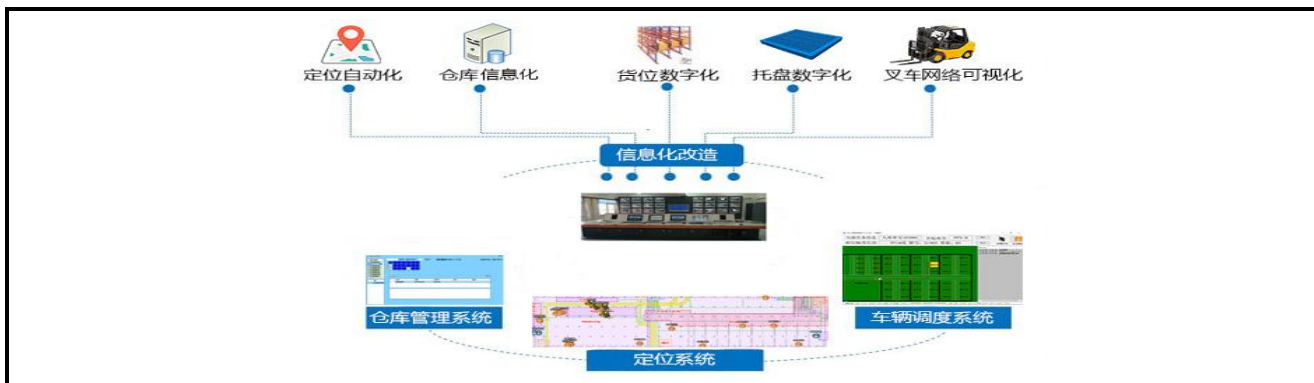 定位自动化
仓库信息化
货位数字化
托盘数字化
叉车网络可视化
信息化改造
仓库管理系统
车辆调度系统
定位系统